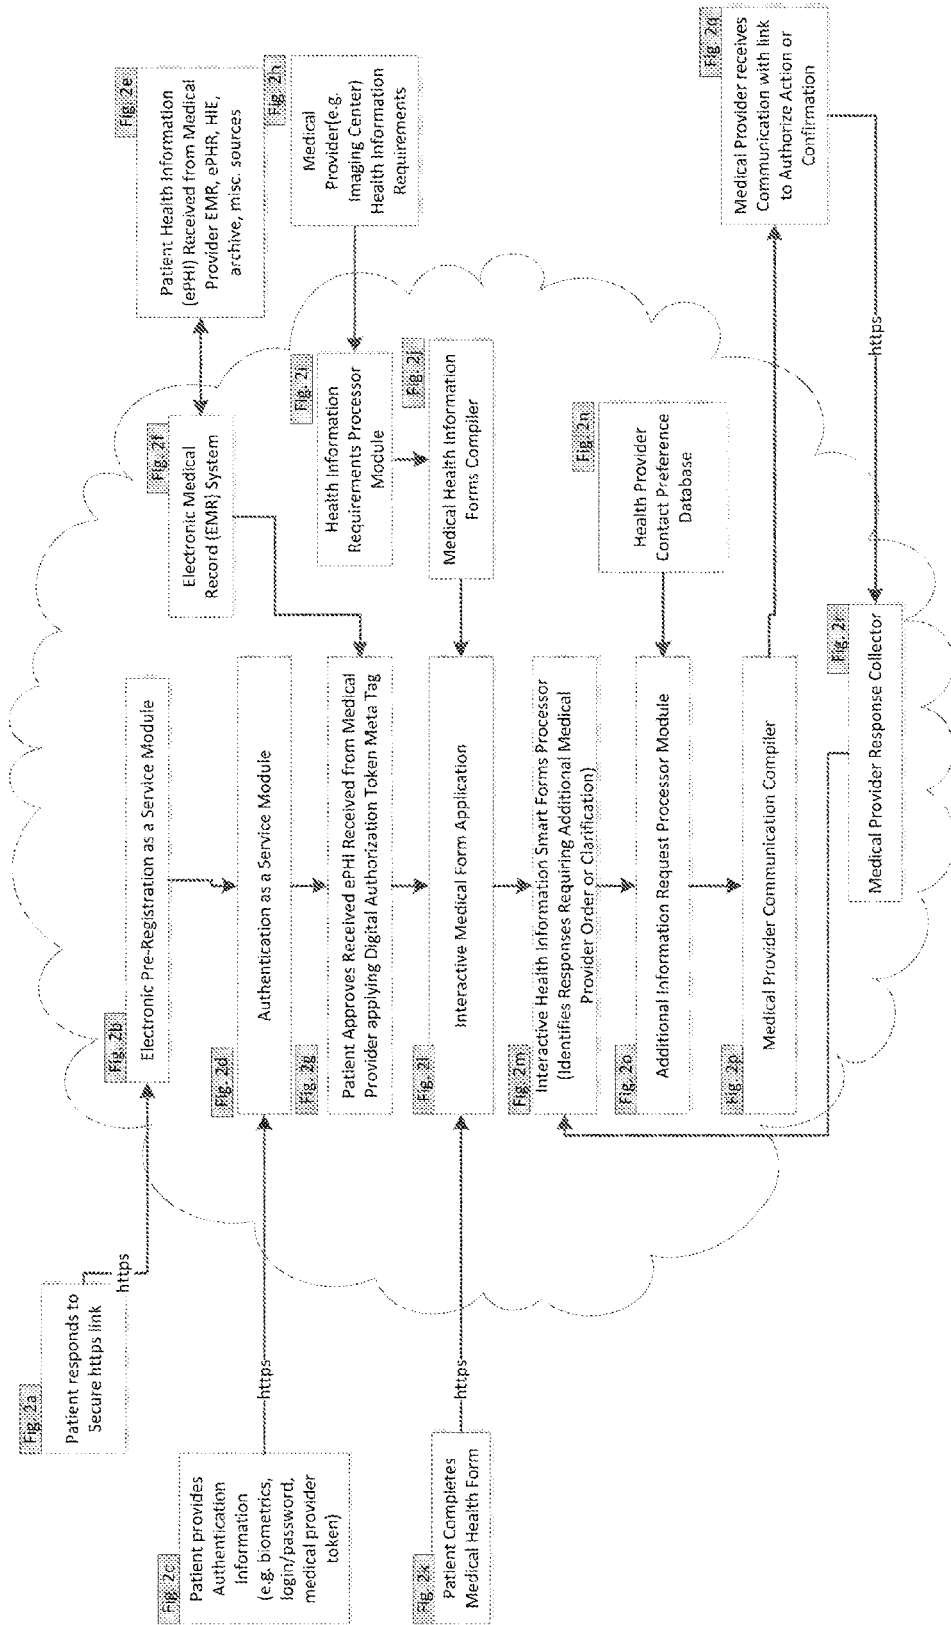 Fig. 2a
Patient responds to
Secure https link
https
Fig. 2b
Electronic Pre-Registration as a Service Module
Fig. 2c
Patient provides
Authentication
Information
(e.g. biometrics,
login/password,
medical provider
token)
https
Fig. 2d
Authentication as a Service Module
Fig. 2e
Patient Health Information
(ePHI) Received from Medical
Provider EMR, ePHR, HIE,
archive, misc. sources
Fig. 2f
Electronic Medical
Record (EMR) System
Fig. 2g
Patient Approves Received ePHI Received from Medical
Provider applying Digital Authorization Token Meta Tag
Fig. 2h
Medical
Provider(e.g.
Imaging Center)
Health Information
Requirements
Fig. 2i
Health Information
Requirements Processor
Module
Fig. 2j
Medical Health Information
Forms Compiler
Fig. 2k
Patient Completes
Medical Health Form
https
Fig. 2l
Interactive Medical Form Application
Fig. 2m
Interactive Health Information Smart Forms Processor
(Identifies Responses Requiring Additional Medical
Provider Order or Clarification)
Fig. 2n
Health Provider
Contact Preference
Database
Fig. 2o
Additional Information Request Processor Module
Fig. 2p
Medical Provider Communication Compiler
Fig. 2q
Medical Provider receives
Communication with link
to Authorize Action or
Confirmation
https
Fig. 2r
Medical Provider Response Collector